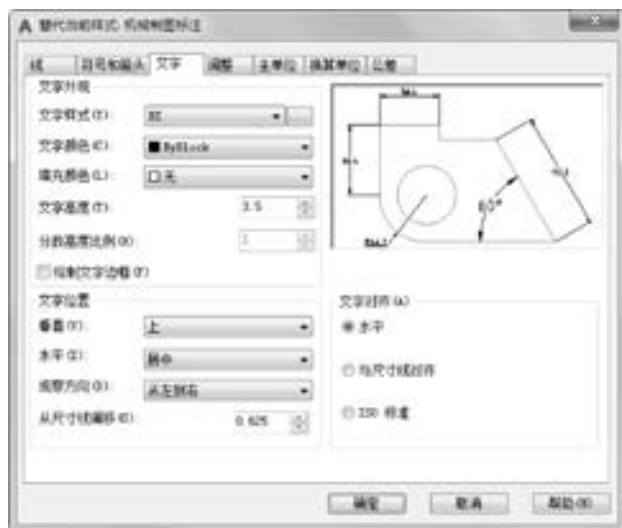 替代当前样式: 机械制图标注
线 符号和箭头 文字 调整 主单位 换算单位 公差
文字外观
文字样式(Y):
文字颜色(C): ■ByBlock
填充颜色(L): □无
文字高度(T): 3.5
分数高度比例(H): 1
绘制文字边框(F)
文字位置
垂直(V): 上
水平(Z): 居中
观察方向(D): 从左到右
从尺寸线偏移(O): 0.625
60°
文字对齐(A)
水平
与尺寸线对齐
ISO 标准
确定 取消 帮助(H)